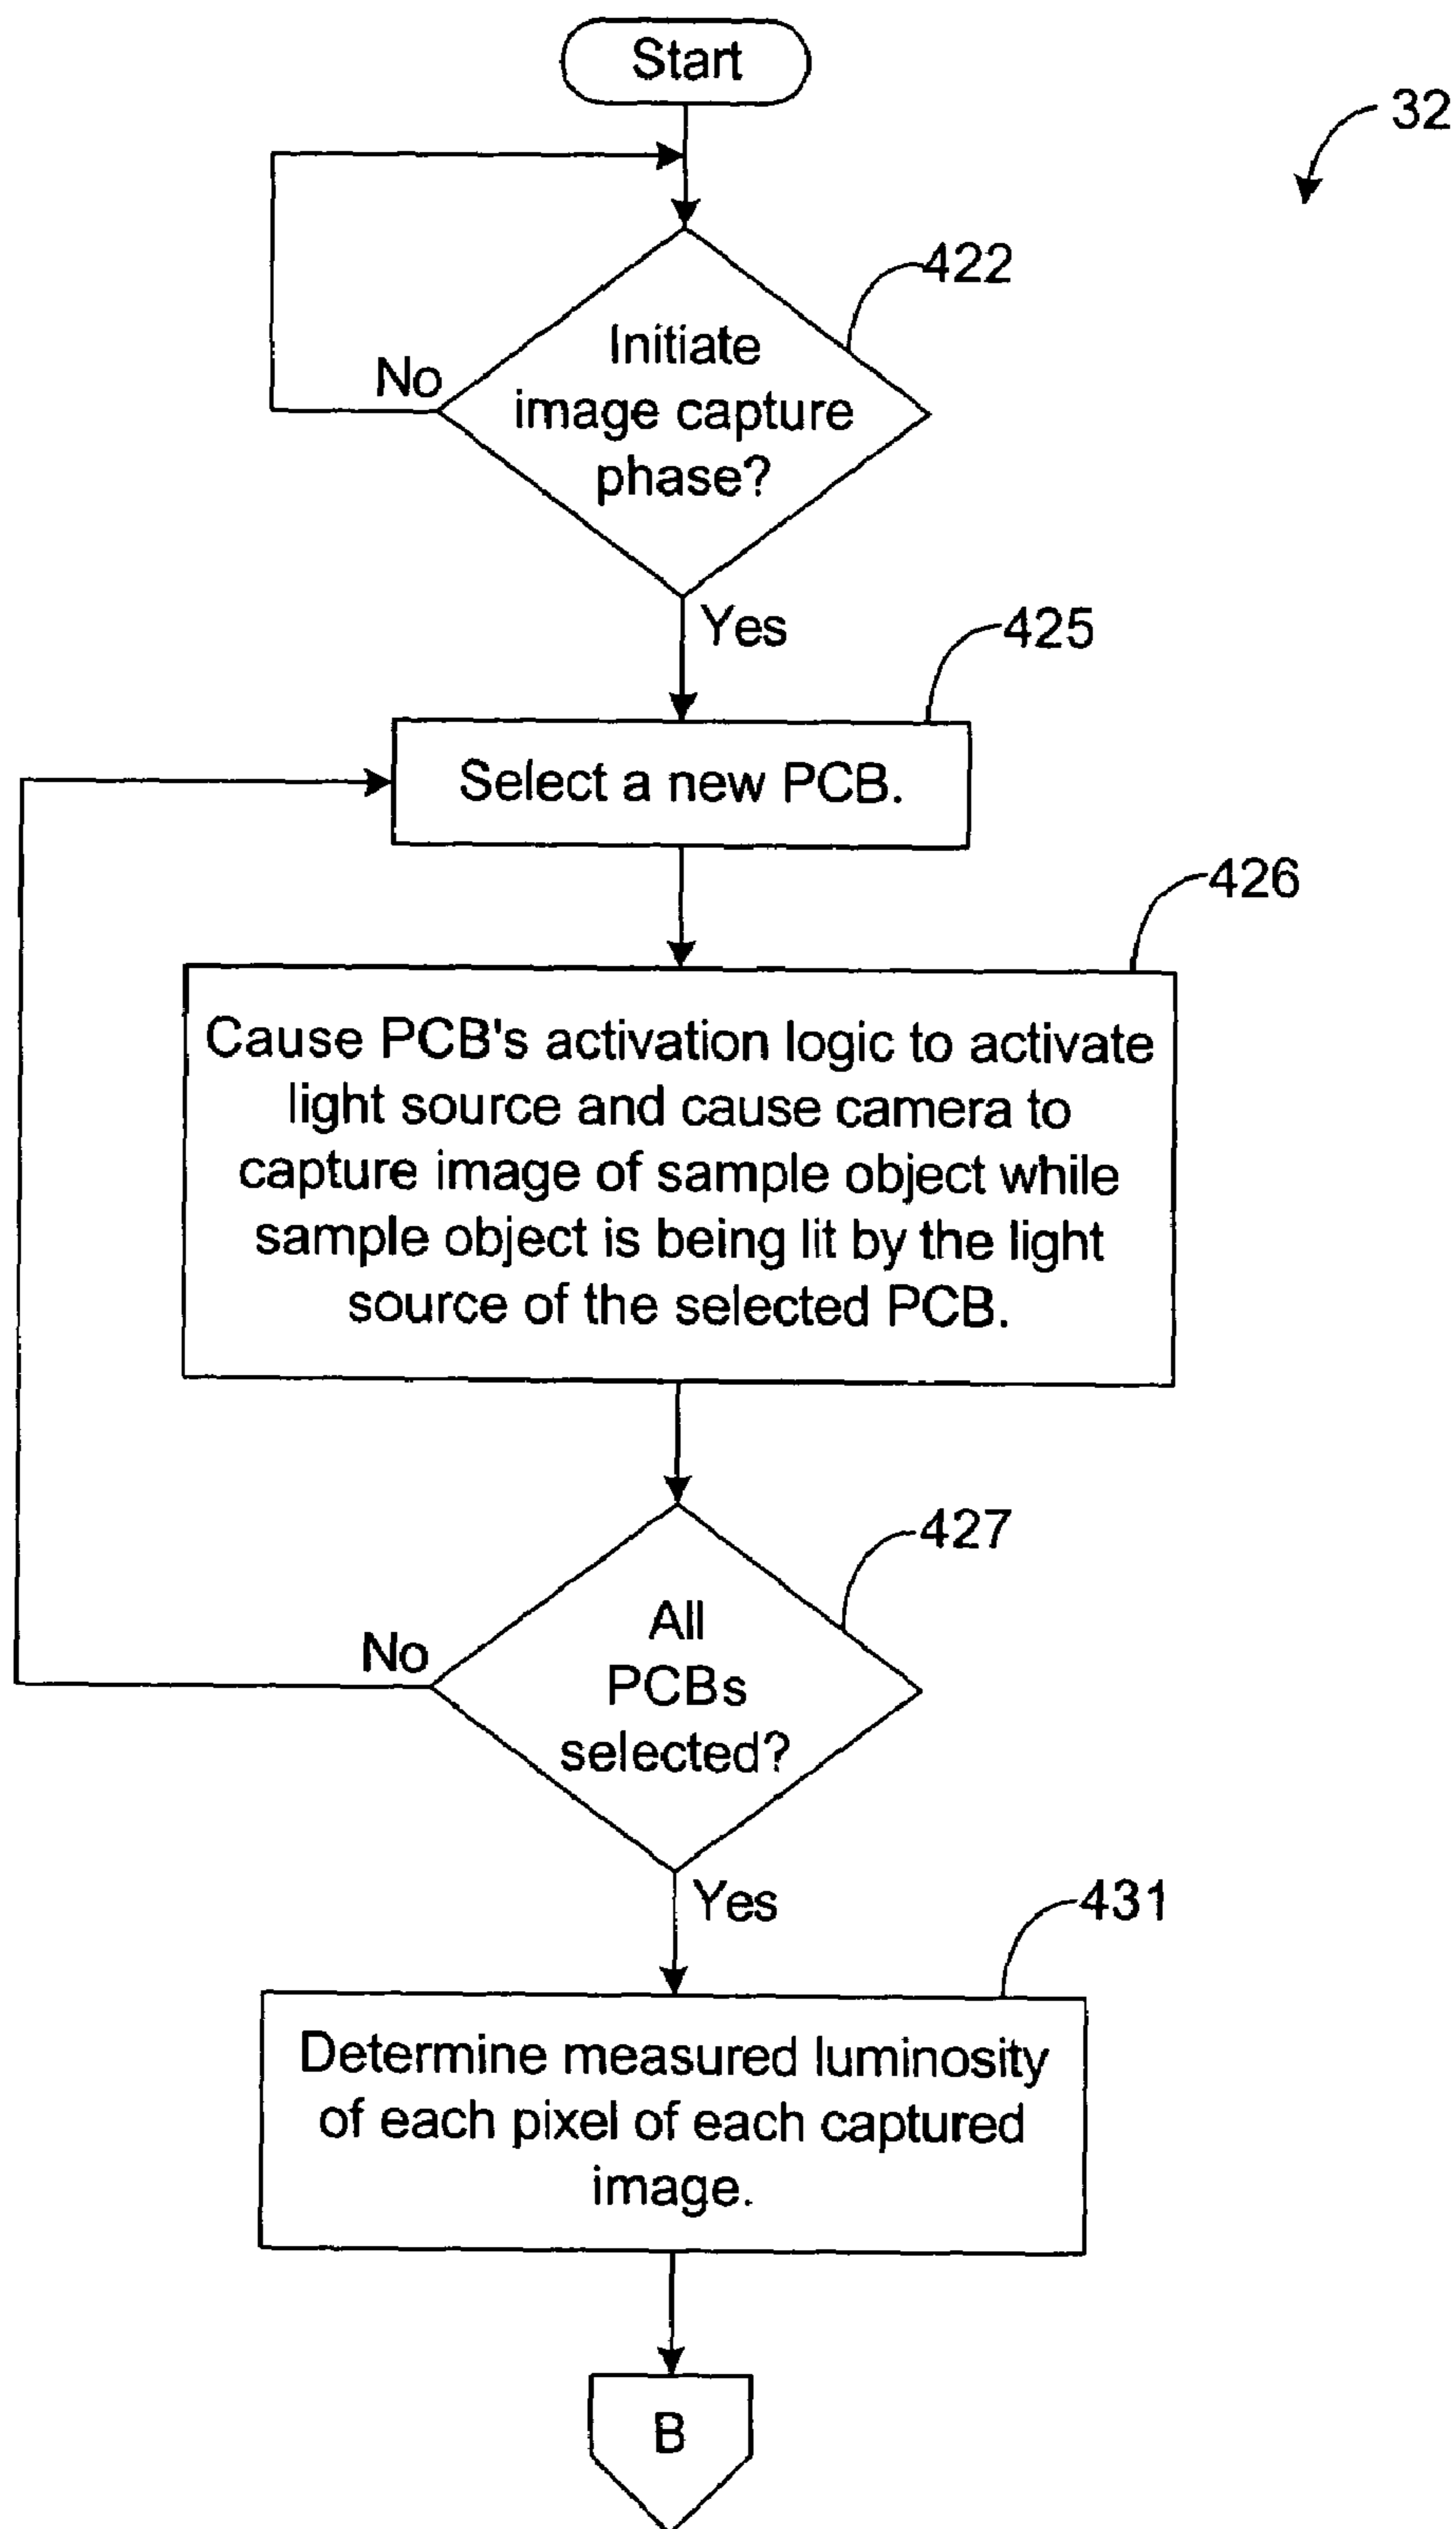 Start
32
422
Initiate
image capture
phase?
No
Yes
425
Select a new PCB.
426
Cause PCB's activation logic to activate
light source and cause camera to
capture image of sample object while
sample object is being lit by the light
source of the selected PCB.
427
All
PCBs
selected?
No
Yes
431
Determine measured luminosity
of each pixel of each captured
image.
B